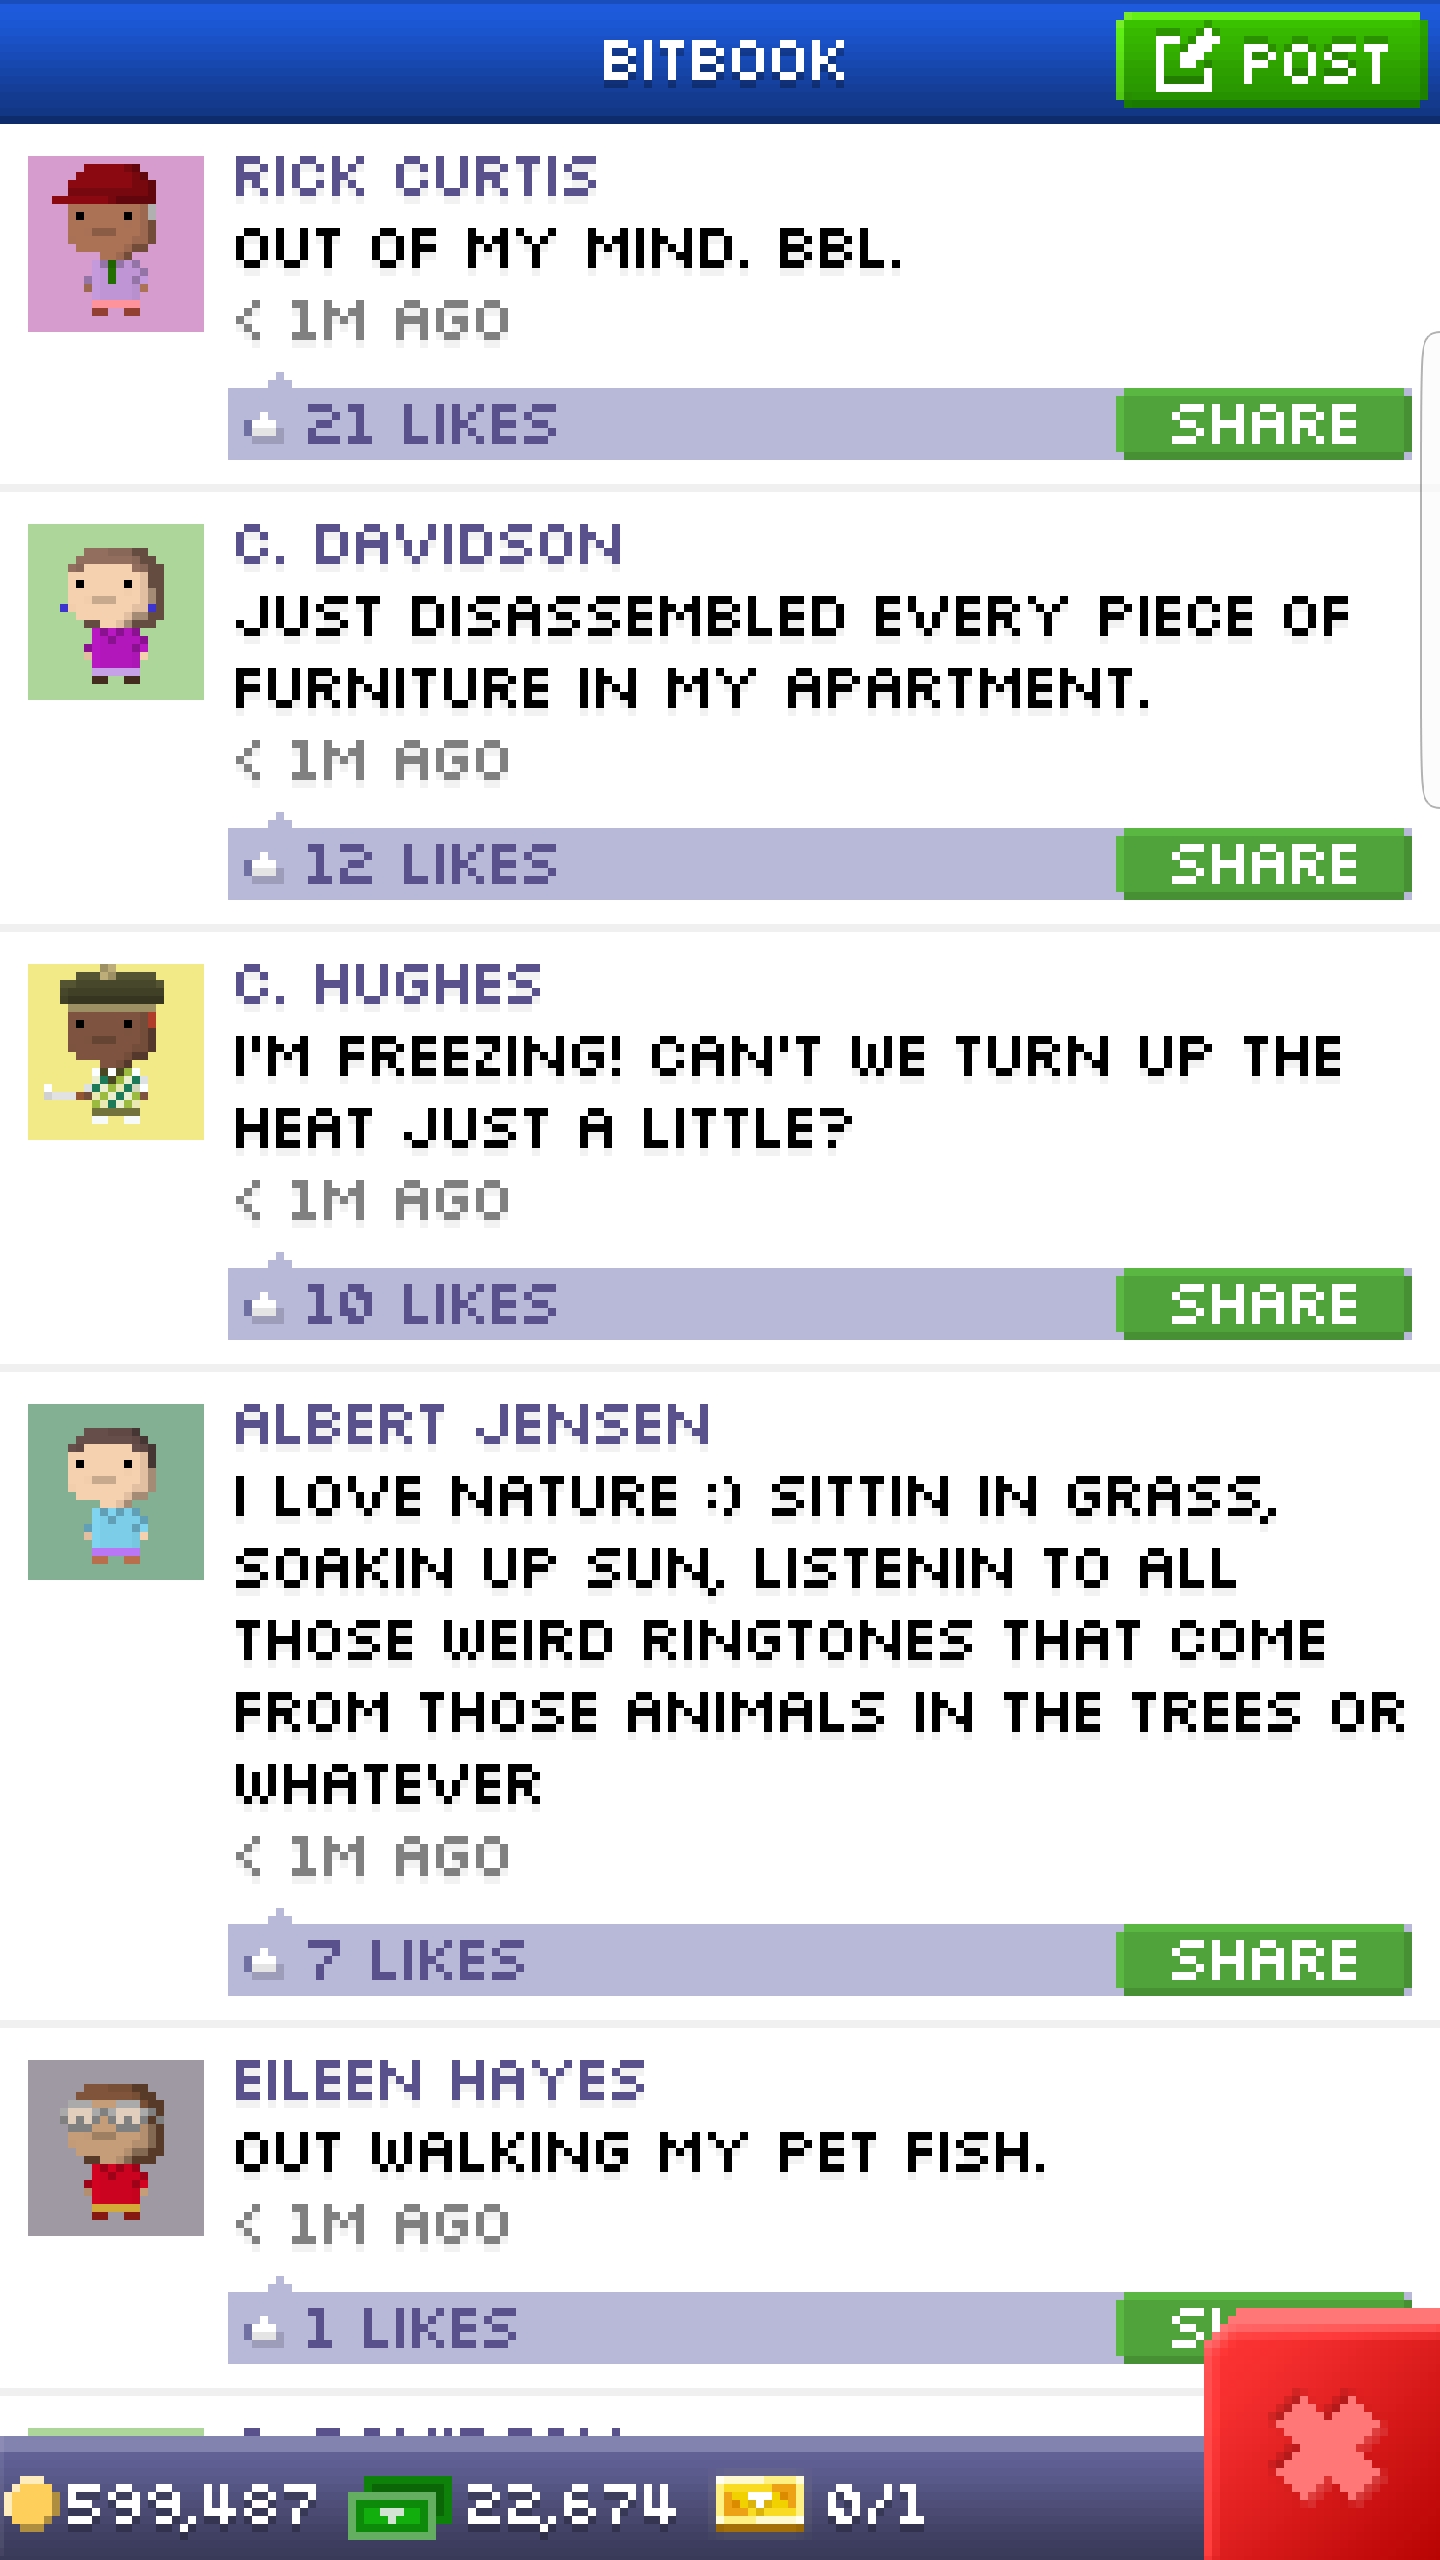 BITBOOK
POST
RICK CURTIS
OUT OF MY MIND. BBL.
< 1M AGO
21 LIKES
SHARE
C. DAVIDSON
JUST DISASSEMBLED EVERY PIECE OF
FURNITURE IN MY APARTMENT.
< 1M AGO
12 LIKES
SHARE
C. HUGHES
I'M FREEZING! CAN'T WE TURN UP THE
HEAT JUST A LITTLE?
< 1M AGO
10 LIKES
SHARE
ALBERT JENSEN
I LOVE NATURE :) SITTIN IN GRASS,
SOAKIN UP SUN, LISTENIN TO ALL
THOSE WEIRD RINGTONES THAT COME
FROM THOSE ANIMALS IN THE TREES OR
WHATEVER
< 1M AGO
7 LIKES
SHARE
EILEEN HAYES
OUT WALKING MY PET FISH.
< 1M AGO
1 LIKES
599,487
22,674
0/1